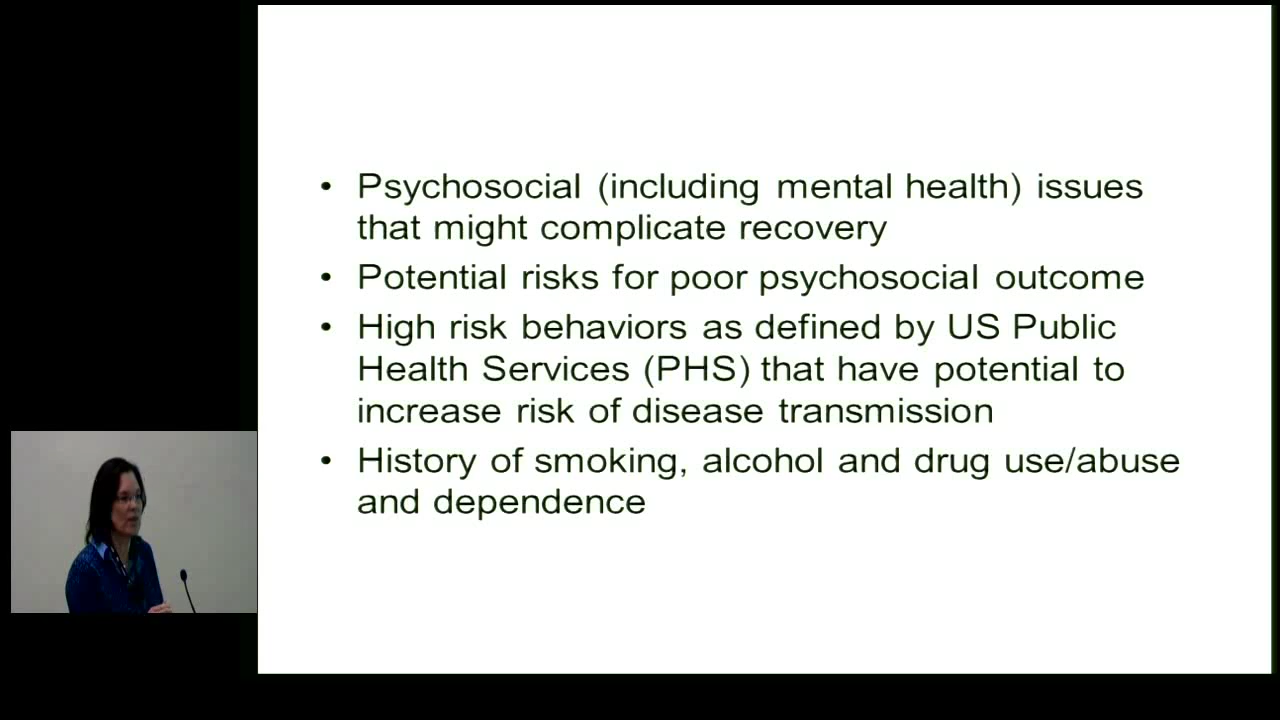 • Psychosocial (including mental health) issues
that might complicate recovery
• Potential risks for poor psychosocial outcome
• High risk behaviors as defined by US Public
Health Services (PHS) that have potential to
increase risk of disease transmission
• History of smoking, alcohol and drug use/abuse
and dependence